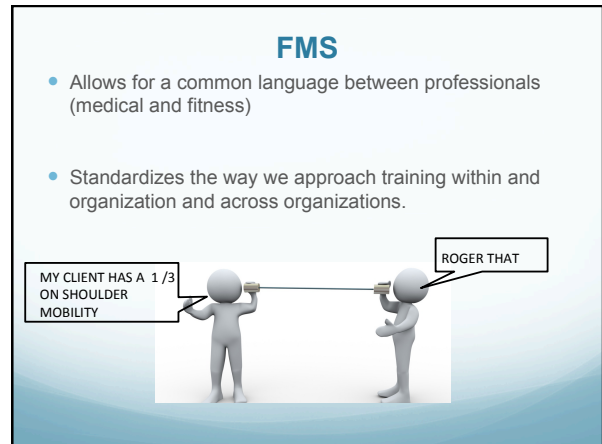 FMS
• Allows for a common language between professionals
(medical and fitness)
• Standardizes the way we approach training within and
organization and across organizations.
MY CLIENT HAS A 1 /3
ON SHOULDER
MOBILITY
ROGER THAT